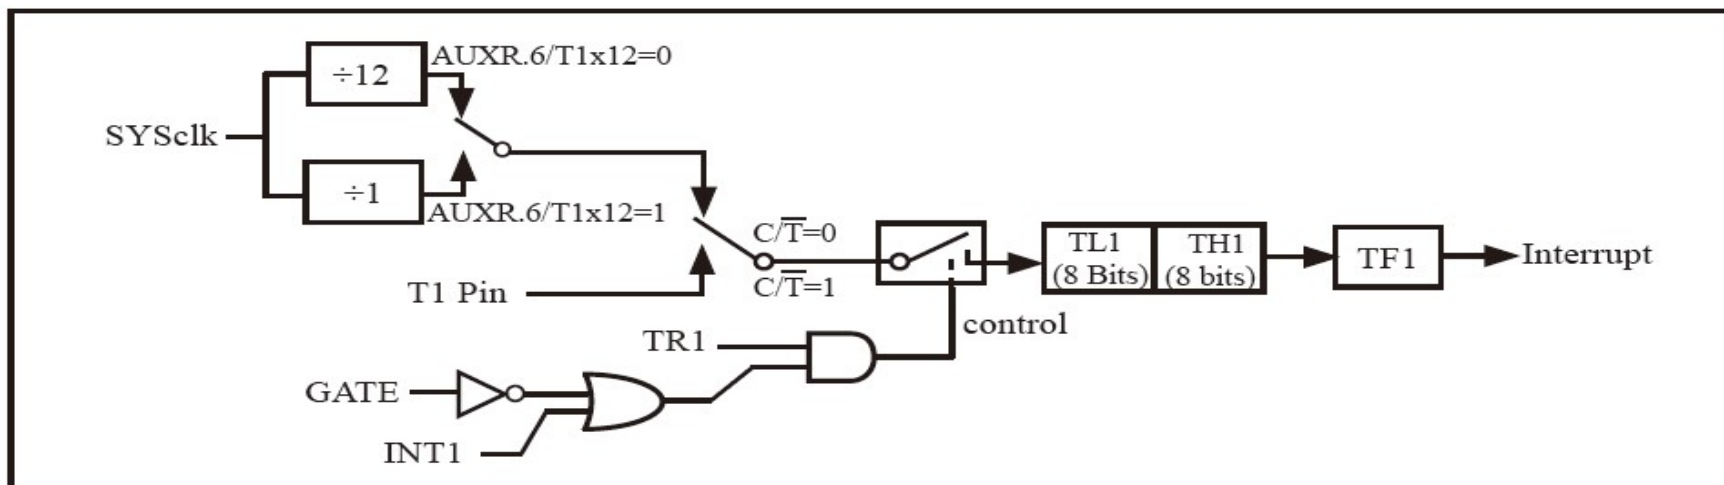 AUXR.6/T1x12=0
÷12
SYSclk
÷1
AUXR.6/T1x12=1
C/T̅=0
TL1
(8 Bits)
TH1
(8 bits)
TF1
Interrupt
T1 Pin
C/T̅=1
control
TR1
GATE
INT1